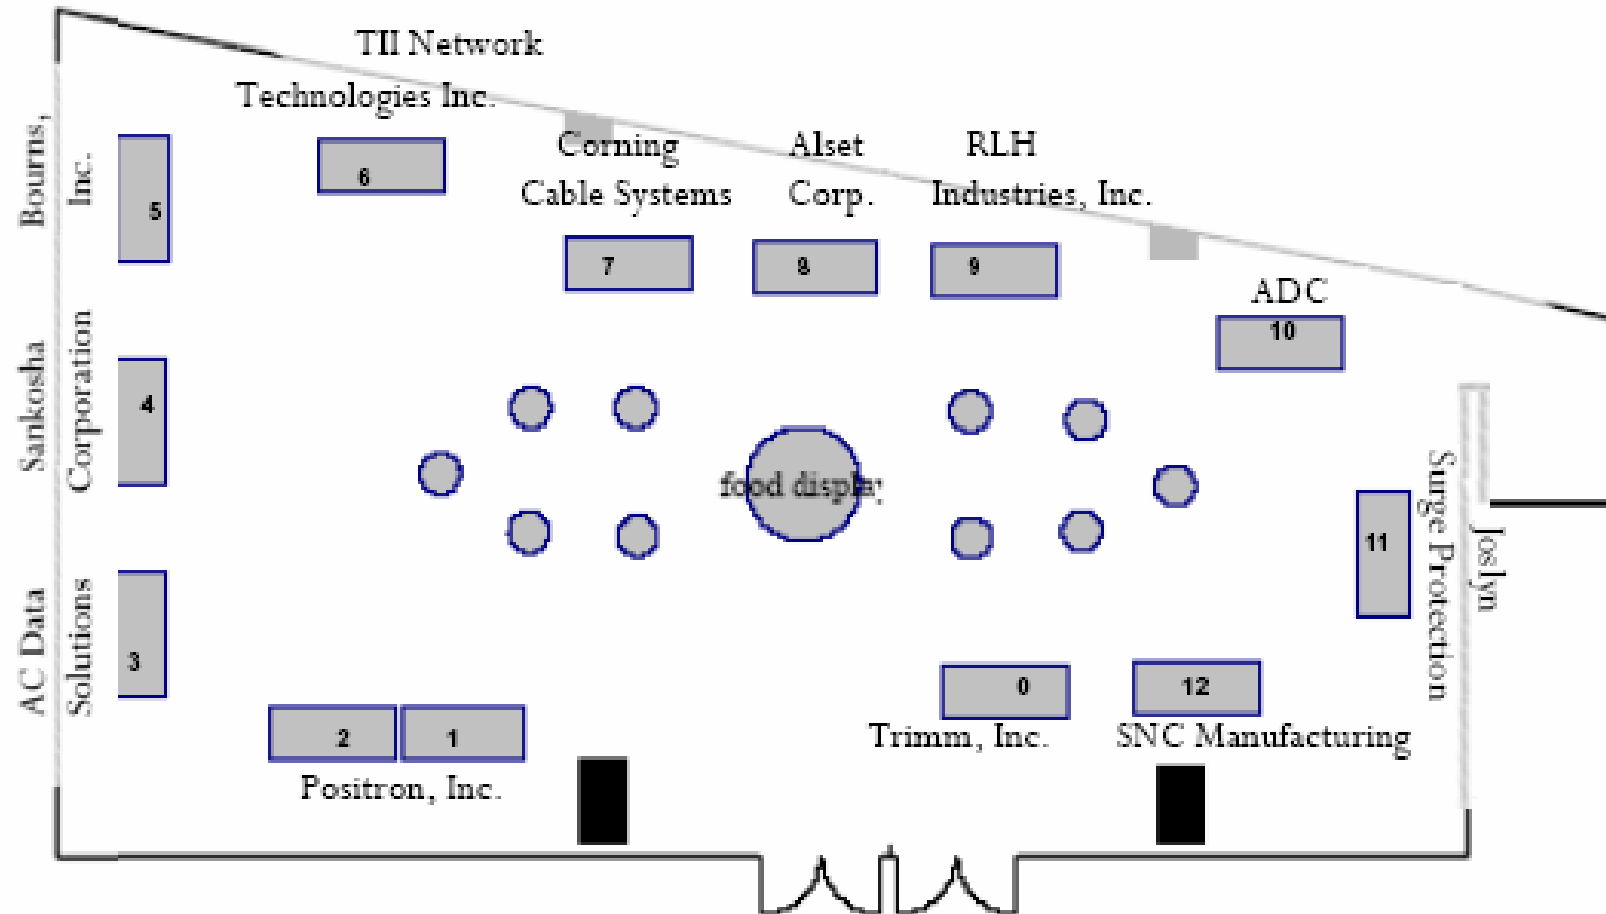 TII Network
Technologies Inc.
Corning
Cable Systems
Alset
Corp.
RLH
Industries, Inc.
ADC
Bourns,
Inc.
Sankosha
Corporation
AC Data
Solutions
5
6
7
8
9
10
4
food display
11
Joslyn
Surge Protection
3
2
1
0
12
Positron, Inc.
Trimm, Inc.
SNC Manufacturing